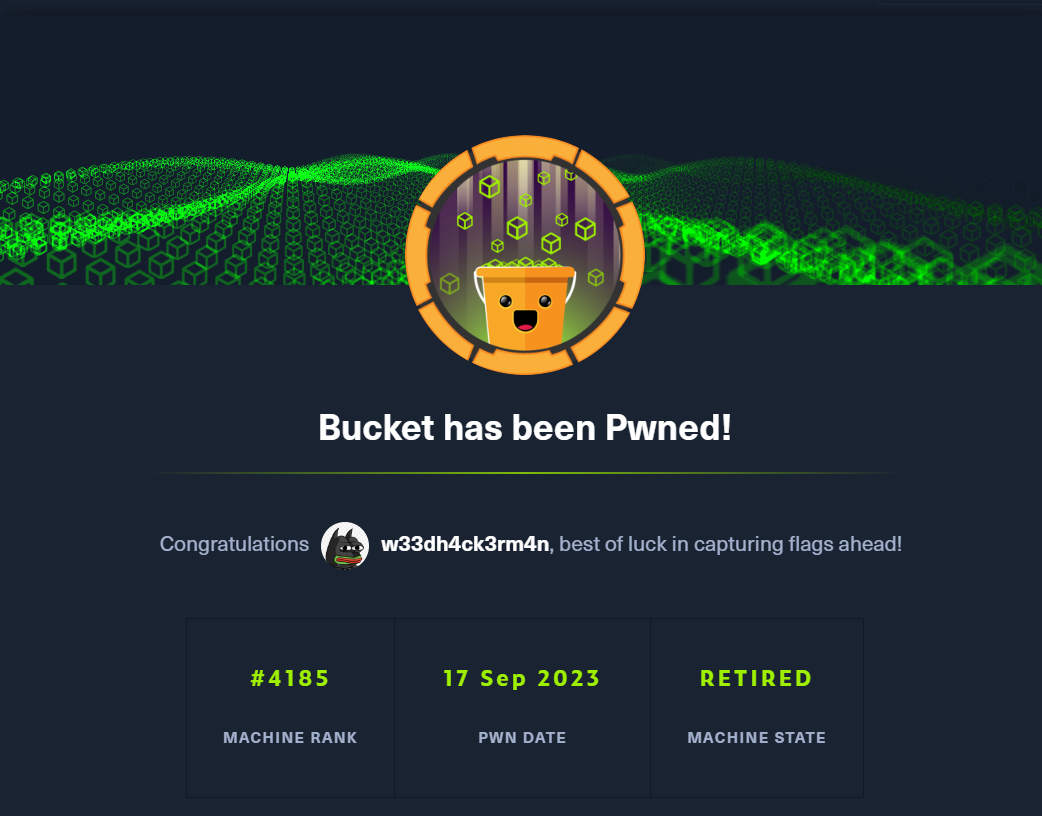 Bucket has been Pwned!
Congratulations w33dh4ck3rm4n, best of luck in capturing flags ahead!
#4185 17 Sep 2023 RETIRED
MACHINE RANK PWN DATE MACHINE STATE